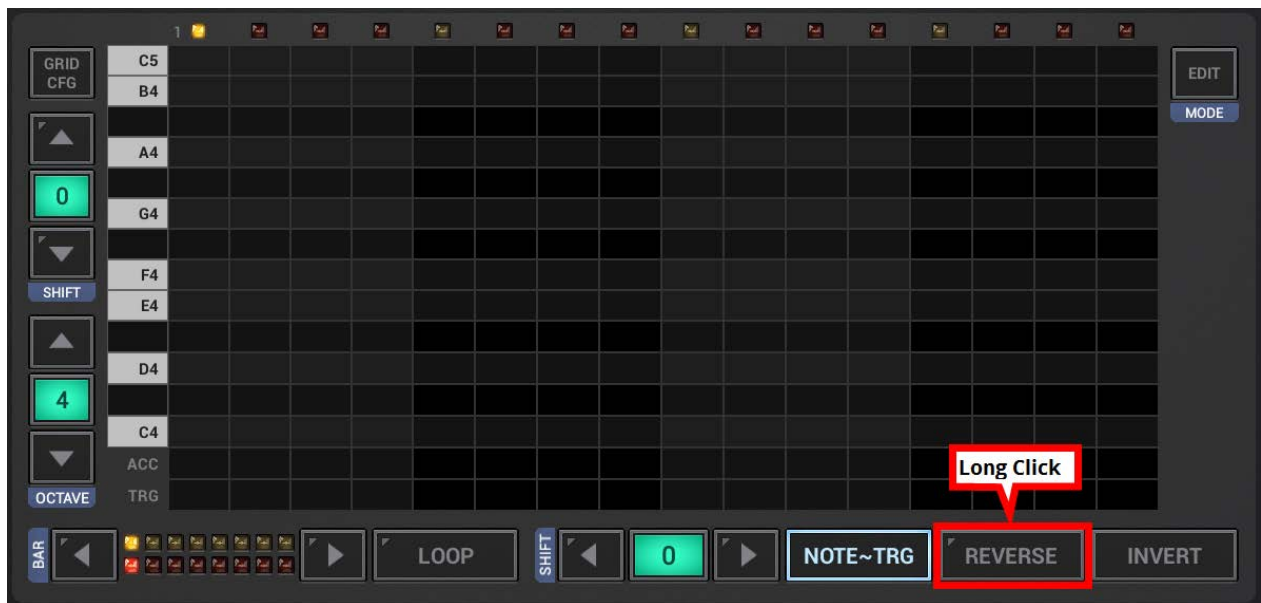 1
GRID
CFG
C5
EDIT
B4
MODE
A4
0
G4
F4
SHIFT
E4
D4
4
C4
ACC
Long Click
OCTAVE
TRG
BAR
LOOP
SHIFT
0
NOTE~TRG
REVERSE
INVERT